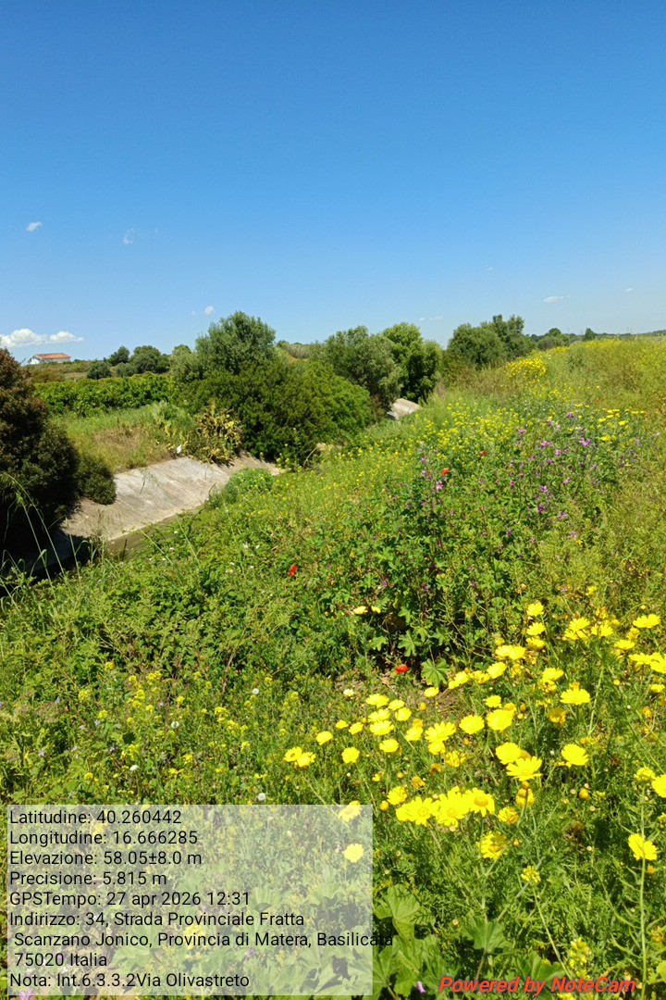 Latitudine: 40.260442
Longitudine: 16.666285
Elevazione: 58.05±8.0 m
Precisione: 5.815 m
GPSTempo: 27 apr 2026 12:31
Indirizzo: 34, Strada Provinciale Fratta
Scanzano Jonico, Provincia di Matera, Basilicata
75020 Italia
Nota: Int.6.3.3.2Via Olivastreto
Powered by NoteCam